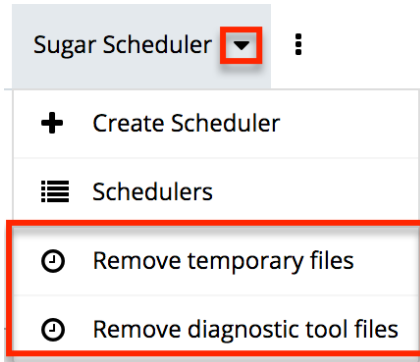 Sugar Scheduler
Create Scheduler
Schedulers
Remove temporary files
Remove diagnostic tool files